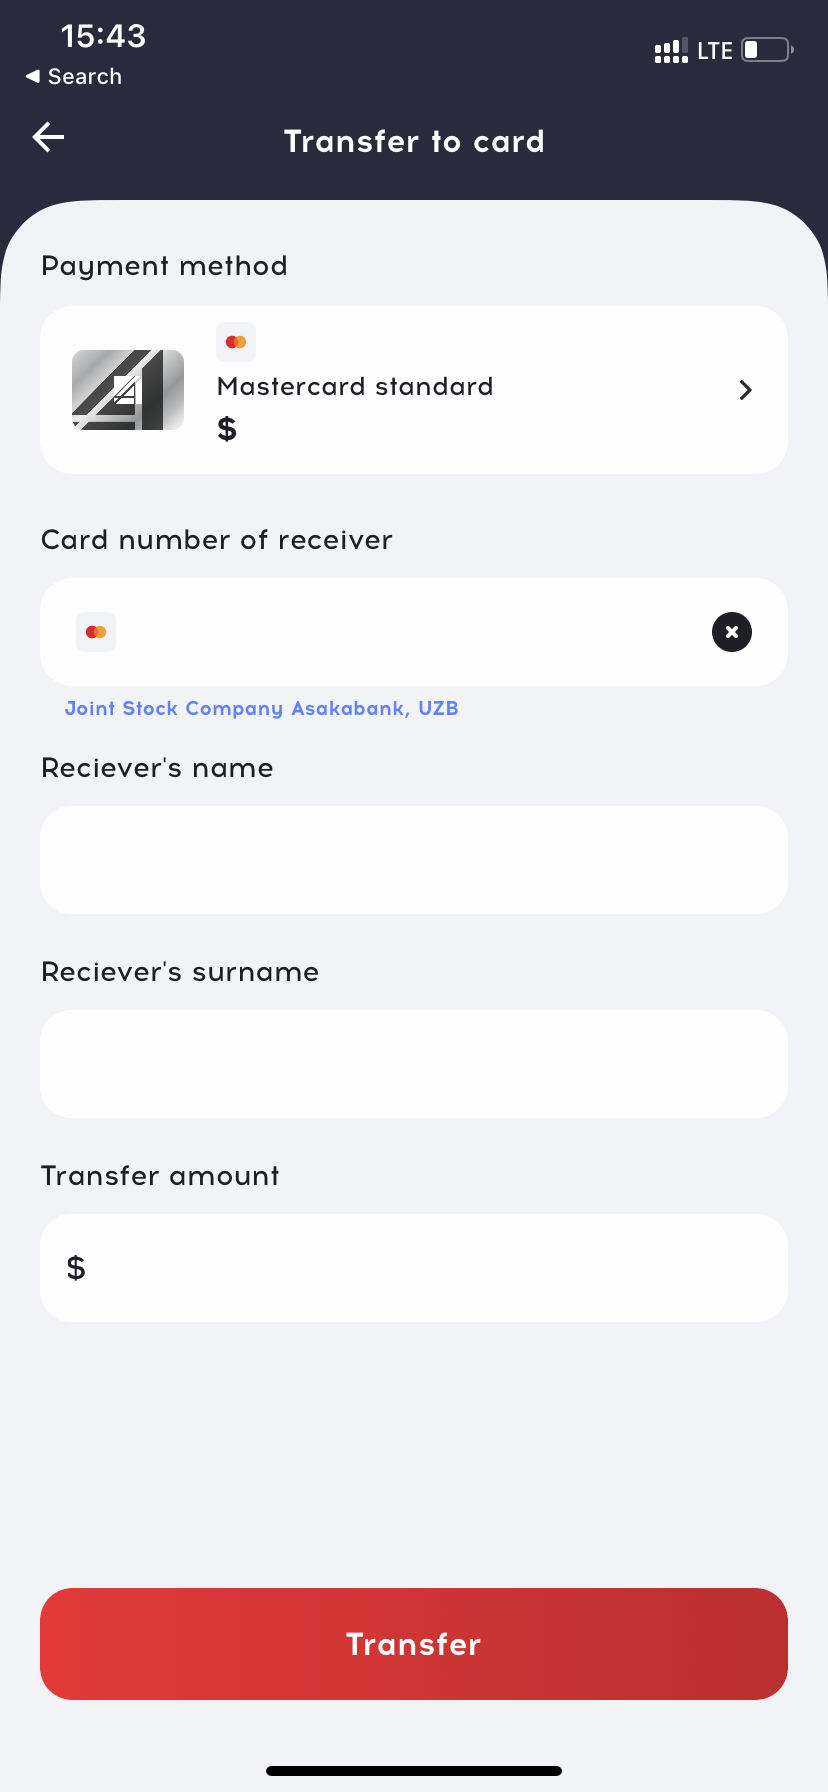 15:43
LTE
◀ Search
Transfer to card
Payment method
Mastercard standard
$
Card number of receiver
Joint Stock Company Asakabank, UZB
Reciever's name
Reciever's surname
Transfer amount
$
Transfer